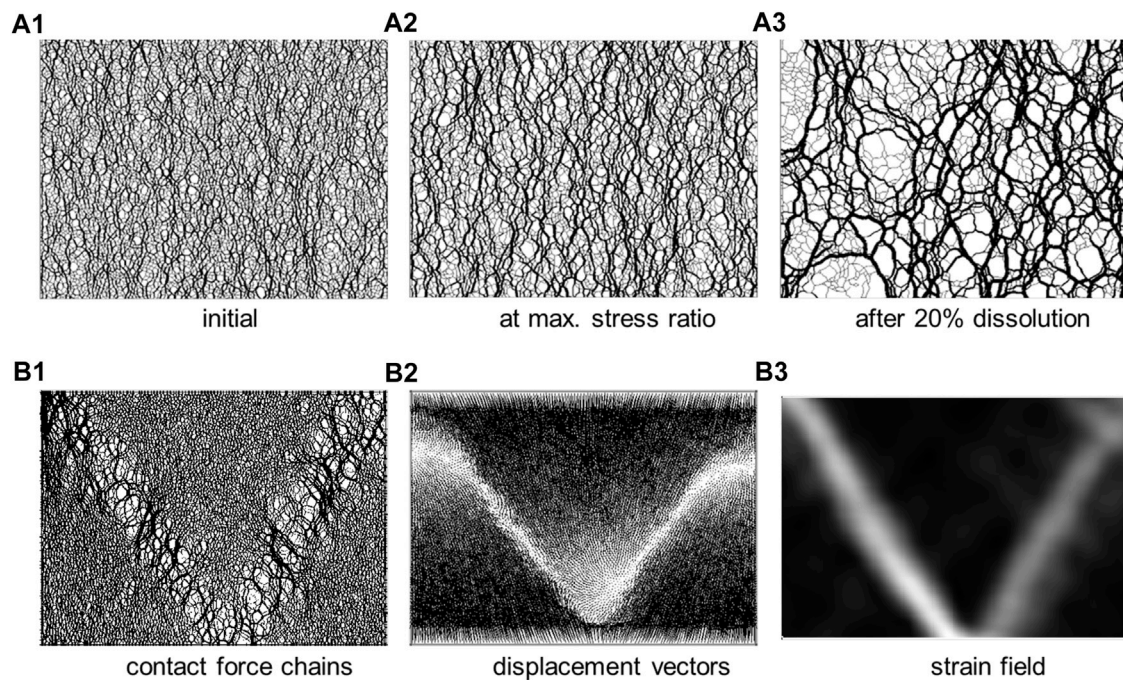 A1
A2
A3
initial
at max. stress ratio
after 20% dissolution
B1
B2
B3
contact force chains
displacement vectors
strain field